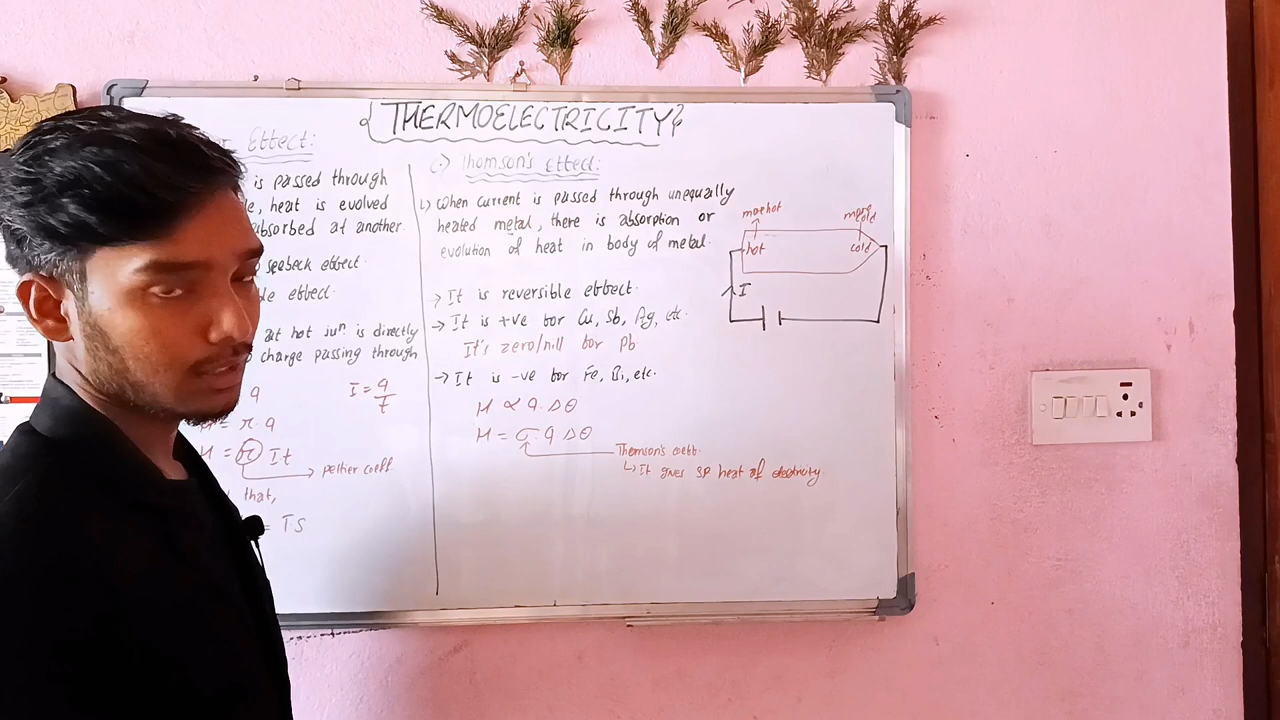 THERMOELECTRICITY
Effect:
is passed through
heat is evolved
absorbed at another.
seebeck effect.
effect.
at hot junⁿ is directly
charge passing through
q
I = q/t
= π. q
H = π It
peltier coeff.
that,
= T.S
c.) Thomson's Effect:
When current is passed through unequally
heated metal, there is absorption or
evolution of heat in body of metal.
→ It is reversible effect.
→ It is +ve for Cu, Sb, Ag, etc.
It's zero/nill for Pb
→ It is -ve for Fe, Bi, etc.
H ∝ q. Δθ
H = σ. q Δθ
Thomson's coeff.
↳ It gives sp heat of electricity
more hot
more cold
hot
cold
I